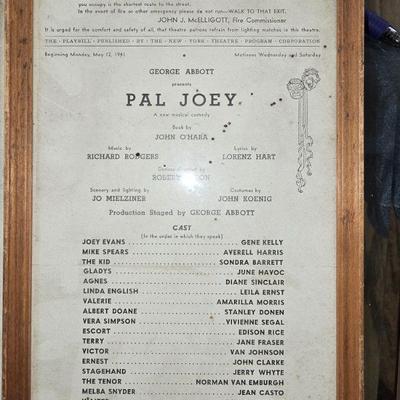 you occupy is the shortest route to the street.
In the event of fire or other emergency please do not run—WALK TO THAT EXIT.
JOHN J. McELLIGOTT, Fire Commissioner
It is urged for the comfort and safety of all, that theatre patrons refrain from lighting matches in this theatre.
THE · PLAYBILL · PUBLISHED · BY · THE · NEW · YORK · THEATRE · PROGRAM · CORPORATION
Beginning Monday, May 12, 1941 Matinees Wednesday and Saturday
GEORGE ABBOTT
presents
PAL JOEY
A new musical comedy
Book by
JOHN O'HARA
Music by Lyrics by
RICHARD RODGERS LORENZ HART
Dances directed by
ROBERT
Scenery and lighting by Costumes by
JO MIELZINER JOHN KOENIG
Production Staged by GEORGE ABBOTT
CAST
(In the order in which they speak)
JOEY EVANS GENE KELLY
MIKE SPEARS AVERELL HARRIS
THE KID SONDRA BARRETT
GLADYS JUNE HAVOC
AGNES DIANE SINCLAIR
LINDA ENGLISH LEILA ERNST
VALERIE AMARILLA MORRIS
ALBERT DOANE STANLEY DONEN
VERA SIMPSON VIVIENNE SEGAL
ESCORT EDISON RICE
TERRY JANE FRASER
VICTOR VAN JOHNSON
ERNEST JOHN CLARKE
STAGEHAND JERRY WHYTE
THE TENOR NORMAN VAN EMBURGH
MELBA SNYDER JEAN CASTO